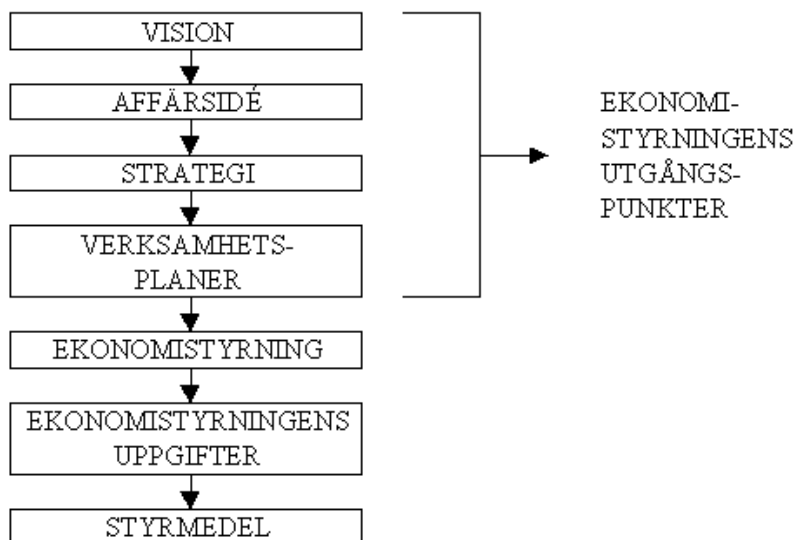 VISION
AFFÄRSIDÉ
STRATEGI
VERKSAMHETS-
PLANER
EKONOMISTYRNING
EKONOMISTYRNINGENS
UPPGIFTER
STYRMEDEL
EKONOMI-
STYRNINGENS
UTGÅNGS-
PUNKTER